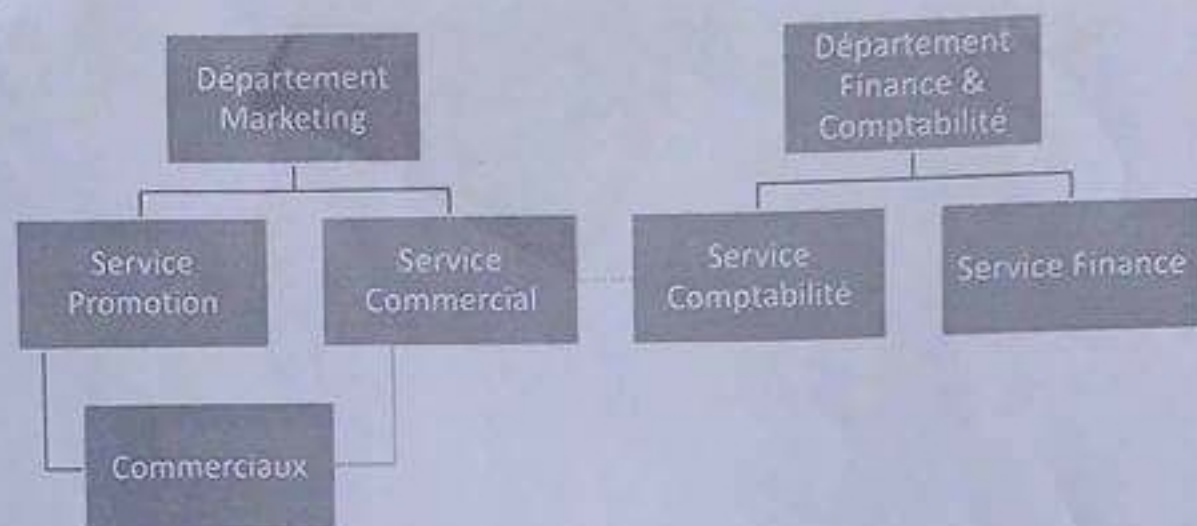 Département
Marketing
Département
Finance &
Comptabilité
Service
Promotion
Service
Commercial
Service
Comptabilité
Service Finance
Commerciaux